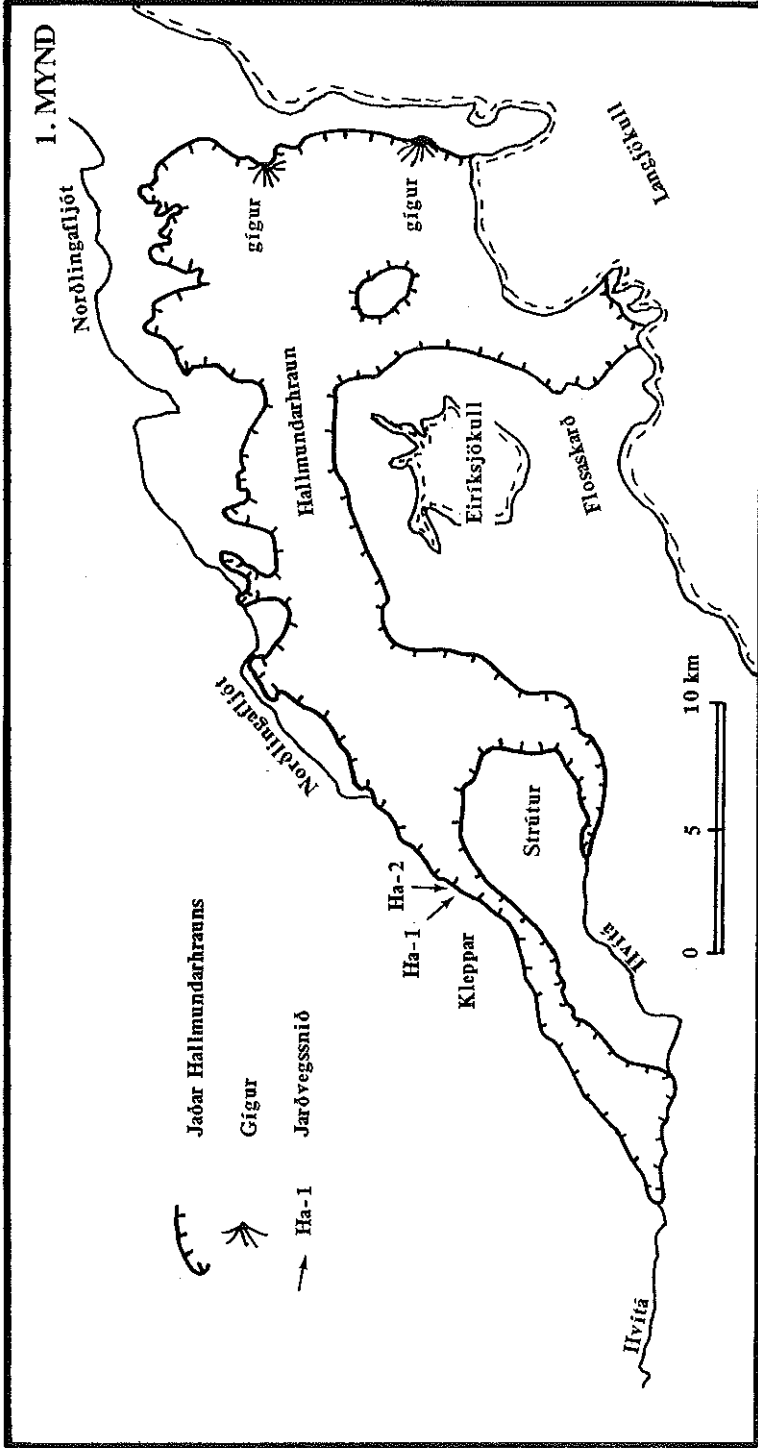 1. MYND
Jaðar Hallmundarhrauns
Gígur
Ha-1
Jarðvegssnið
Norðlingafljót
gígur
gígur
Hallmundarhraun
Langjökull
Eiríksjökull
Flosaskarð
Norðlingafljót
Ha-1
Ha-2
Kleppar
Strútur
Hvítá
Hvítá
0
5
10 km